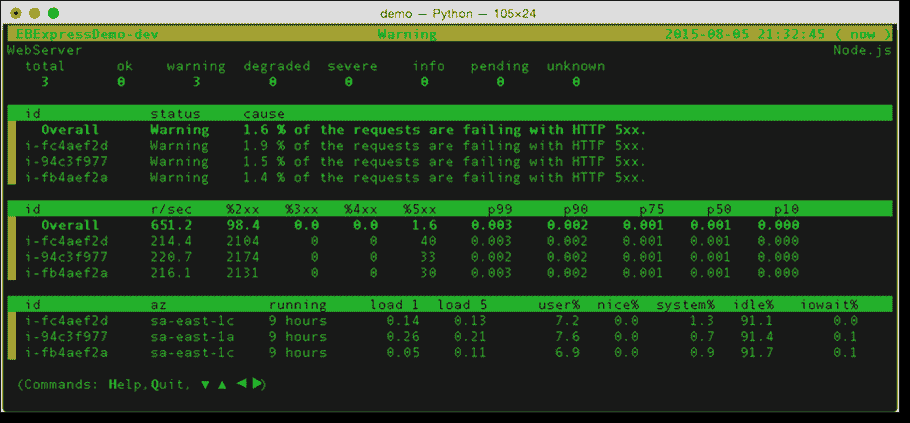 demo — Python — 105×24
EBExpressDemo-dev Warning 2015-08-05 21:32:45 ( now )
WebServer Node.js
total ok warning degraded severe info pending unknown
3 0 3 0 0 0 0 0
id status cause
Overall Warning 1.6 % of the requests are failing with HTTP 5xx.
i-fc4aef2d Warning 1.9 % of the requests are failing with HTTP 5xx.
i-94c3f977 Warning 1.5 % of the requests are failing with HTTP 5xx.
i-fb4aef2a Warning 1.4 % of the requests are failing with HTTP 5xx.
id r/sec %2xx %3xx %4xx %5xx p99 p90 p75 p50 p10
Overall 651.2 98.4 0.0 0.0 1.6 0.003 0.002 0.001 0.001 0.000
i-fc4aef2d 214.4 2104 0 0 40 0.003 0.002 0.001 0.001 0.000
i-94c3f977 220.7 2174 0 0 33 0.003 0.002 0.001 0.001 0.000
i-fb4aef2a 216.1 2131 0 0 30 0.003 0.002 0.001 0.001 0.000
id az running load 1 load 5 user% nice% system% idle% iowait%
i-fc4aef2d sa-east-1c 9 hours 0.14 0.13 7.2 0.0 1.3 91.1 0.0
i-94c3f977 sa-east-1a 9 hours 0.26 0.21 7.6 0.0 0.7 91.4 0.1
i-fb4aef2a sa-east-1c 9 hours 0.05 0.11 6.9 0.0 0.9 91.7 0.1
(Commands: Help,Quit, ▼ ▲ ◀ ▶)